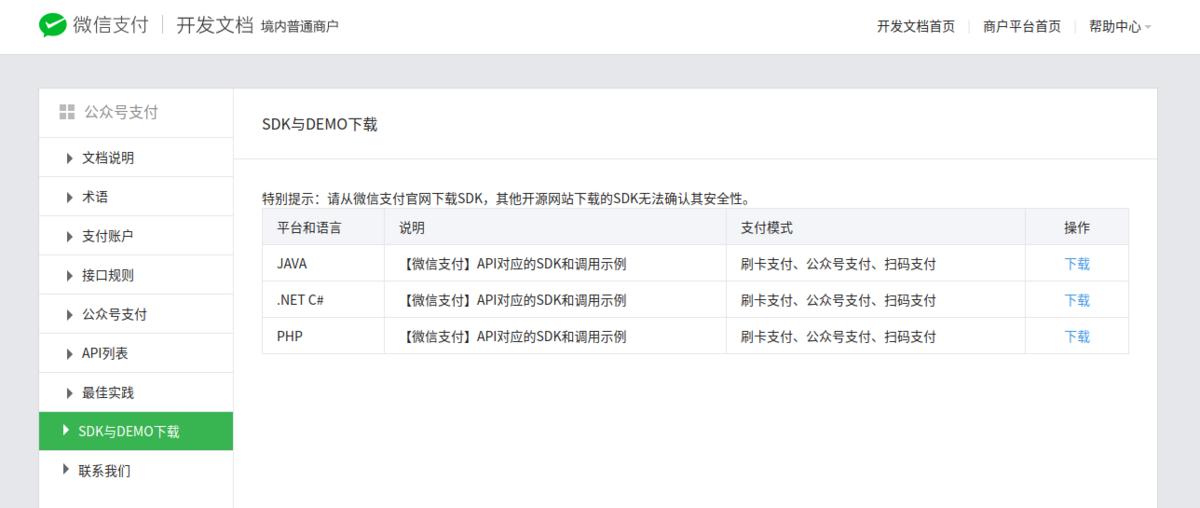 微信支付 开发文档 境内普通商户 开发文档首页 商户平台首页 帮助中心
公众号支付
文档说明
术语
支付账户
接口规则
公众号支付
API列表
最佳实践
SDK与DEMO下载
联系我们
SDK与DEMO下载
特别提示：请从微信支付官网下载SDK，其他开源网站下载的SDK无法确认其安全性。
平台和语言 说明 支付模式 操作
JAVA 【微信支付】API对应的SDK和调用示例 刷卡支付、公众号支付、扫码支付 下载
.NET C# 【微信支付】API对应的SDK和调用示例 刷卡支付、公众号支付、扫码支付 下载
PHP 【微信支付】API对应的SDK和调用示例 刷卡支付、公众号支付、扫码支付 下载